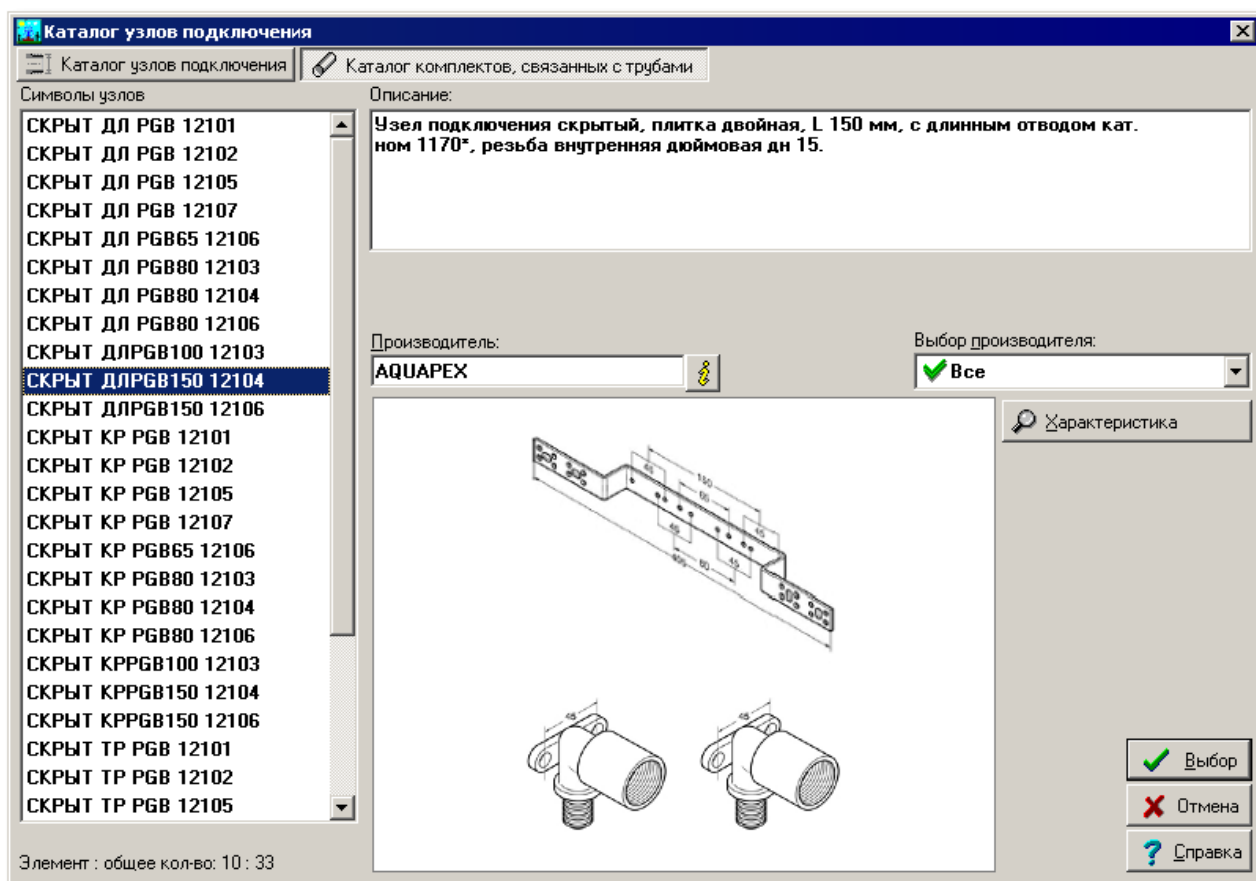 Каталог узлов подключения
Каталог узлов подключения
Каталог комплектов, связанных с трубами
Символы узлов
СКРЫТ ДЛ PGB 12101
СКРЫТ ДЛ PGB 12102
СКРЫТ ДЛ PGB 12105
СКРЫТ ДЛ PGB 12107
СКРЫТ ДЛ PGB65 12106
СКРЫТ ДЛ PGB80 12103
СКРЫТ ДЛ PGB80 12104
СКРЫТ ДЛ PGB80 12106
СКРЫТ ДЛPGB100 12103
СКРЫТ ДЛPGB150 12104
СКРЫТ ДЛPGB150 12106
СКРЫТ КР PGB 12101
СКРЫТ КР PGB 12102
СКРЫТ КР PGB 12105
СКРЫТ КР PGB 12107
СКРЫТ КР PGB65 12106
СКРЫТ КР PGB80 12103
СКРЫТ КР PGB80 12104
СКРЫТ КР PGB80 12106
СКРЫТ КРPGB100 12103
СКРЫТ КРPGB150 12104
СКРЫТ КРPGB150 12106
СКРЫТ ТР PGB 12101
СКРЫТ ТР PGB 12102
СКРЫТ ТР PGB 12105
Элемент : общее кол-во: 10 : 33
Описание:
Узел подключения скрытый, плитка двойная, L 150 мм, с длинным отводом кат.
ном 1170*, резьба внутренняя дюймовая дн 15.
Производитель:
AQUAPEX
Выбор производителя:
Все
Характеристика
45
150
60
45
45
60
45
45
45
Выбор
Отмена
Справка